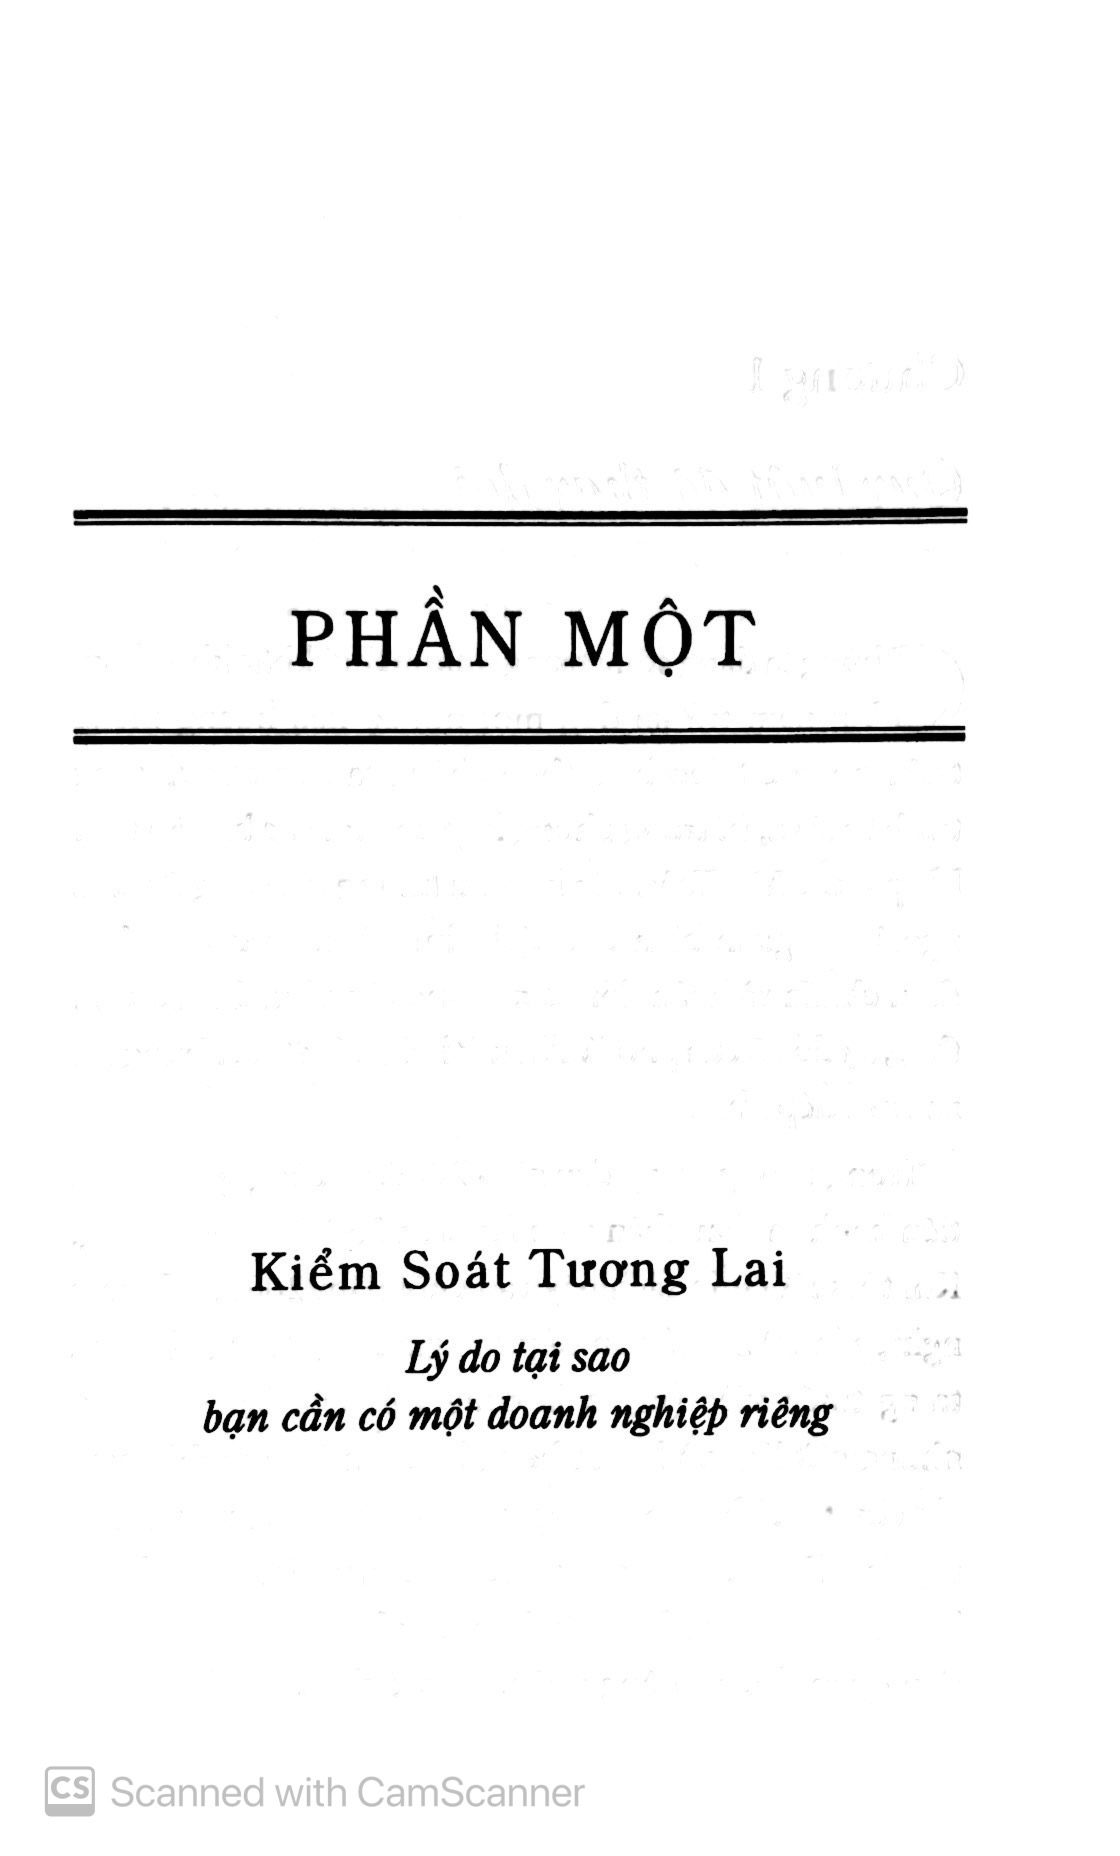 PHẦN MỘT
Kiểm Soát Tương Lai
Lý do tại sao
bạn cần có một doanh nghiệp riêng
CS Scanned with CamScanner